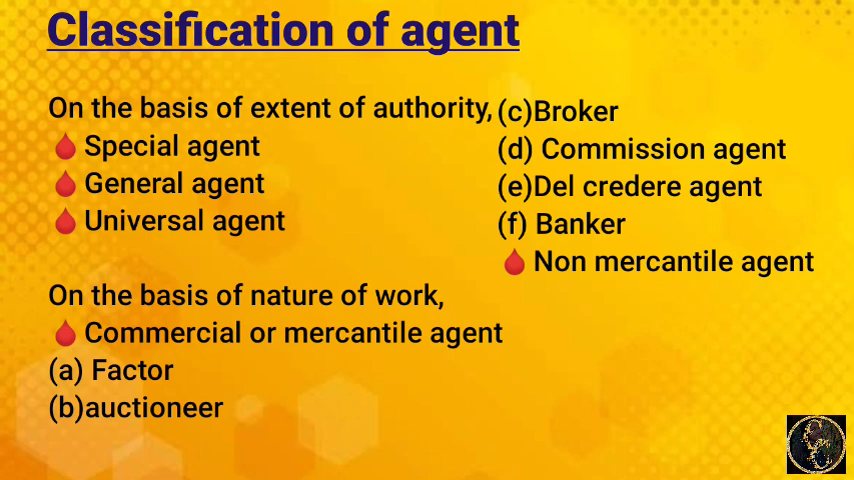 Classification of agent
On the basis of extent of authority,
🩸 Special agent
🩸 General agent
🩸 Universal agent
On the basis of nature of work,
🩸 Commercial or mercantile agent
(a) Factor
(b)auctioneer
(c)Broker
(d) Commission agent
(e)Del credere agent
(f) Banker
🩸 Non mercantile agent